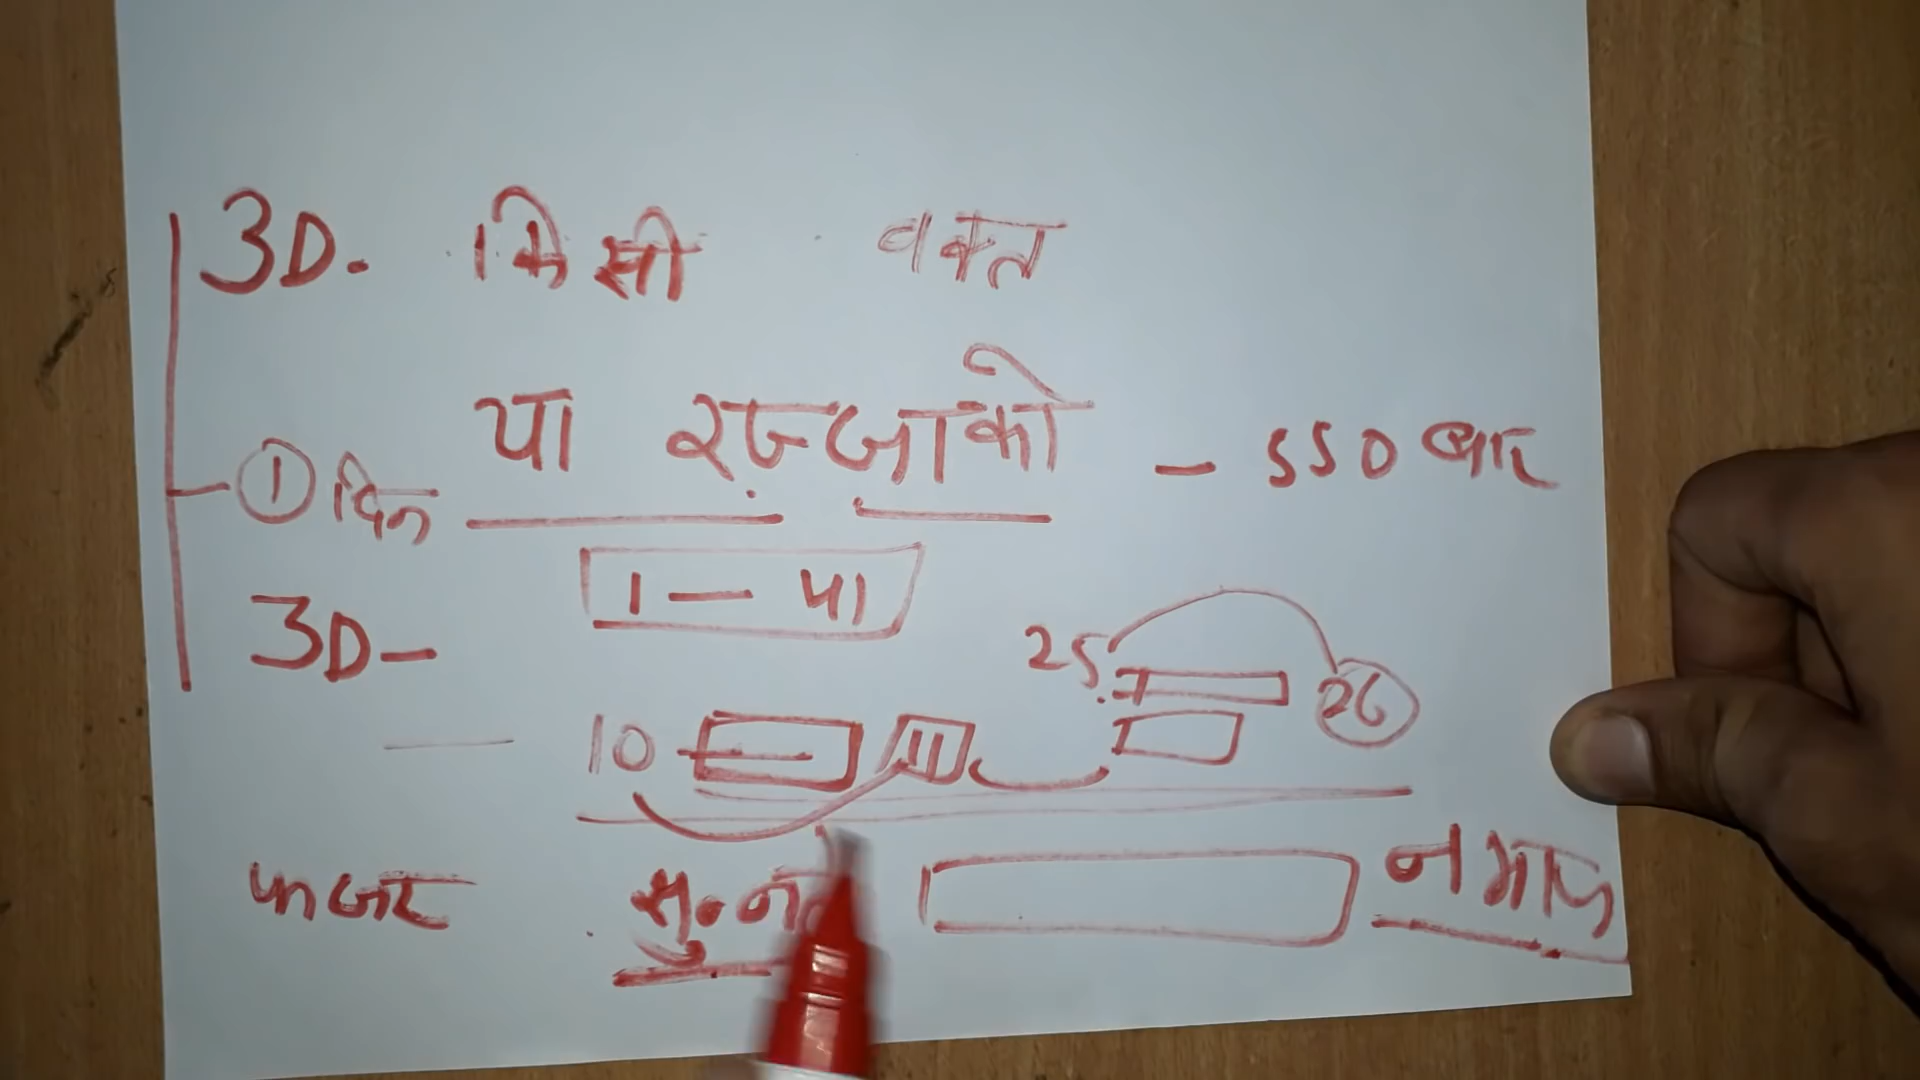 3D. किसी वक्त
① दिन या रज्जाको - 550 बार
1 — 41
3D-
25 26
10 11
फजर सुन्नत नमाज